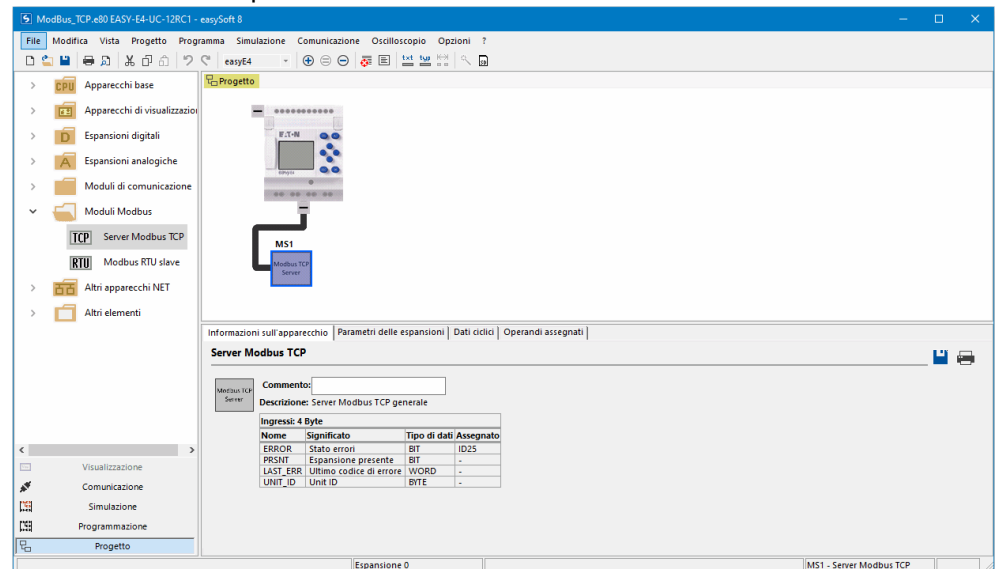 ModBus_TCP.e80 EASY-E4-UC-12RC1 - easySoft 8
File Modifica Vista Progetto Programma Simulazione Comunicazione Oscilloscopio Opzioni ?
easyE4 txt typ
CPU Apparecchi base
Apparecchi di visualizzazion
D Espansioni digitali
A Espansioni analogiche
Moduli di comunicazione
Moduli Modbus
TCP Server Modbus TCP
RTU Modbus RTU slave
Altri apparecchi NET
Altri elementi
Visualizzazione
Comunicazione
Simulazione
Programmazione
Progetto
Progetto
E.T.N
MS1
Modbus TCP
Server
Informazioni sull'apparecchio Parametri delle espansioni Dati ciclici Operandi assegnati
Server Modbus TCP
Modbus TCP
Server
Commento:
Descrizione: Server Modbus TCP generale
Ingressi: 4 Byte
Nome Significato Tipo di dati Assegnato
ERROR Stato errori BIT ID25
PRSNT Espansione presente BIT -
LAST_ERR Ultimo codice di errore WORD -
UNIT_ID Unit ID BYTE -
Espansione 0 MS1 - Server Modbus TCP